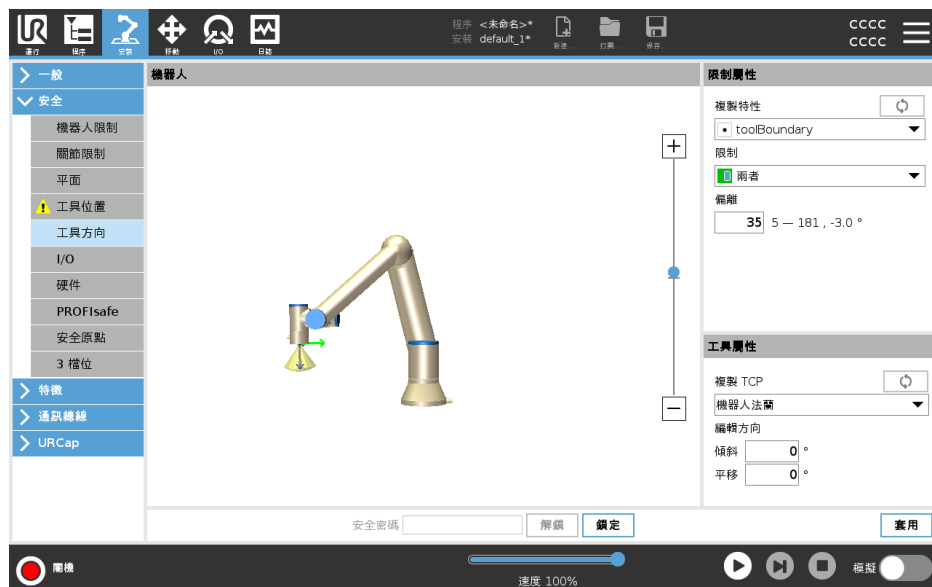 程序 <未命名>*
安裝 default_1*
運行 程序 安裝 移動 I/O 日誌
新建... 打開... 保存...
CCCC
CCCC
一般
安全
機器人限制
關節限制
平面
工具位置
工具方向
I/O
硬件
PROFIsafe
安全原點
3 檔位
特徵
通訊總線
URCap
機器人
限制屬性
複製特性
toolBoundary
限制
兩者
偏離
35 5 — 181 , -3.0 °
工具屬性
複製 TCP
機器人法蘭
編輯方向
傾斜 0 °
平移 0 °
安全密碼 解鎖 鎖定 套用
關機
速度 100%
模擬